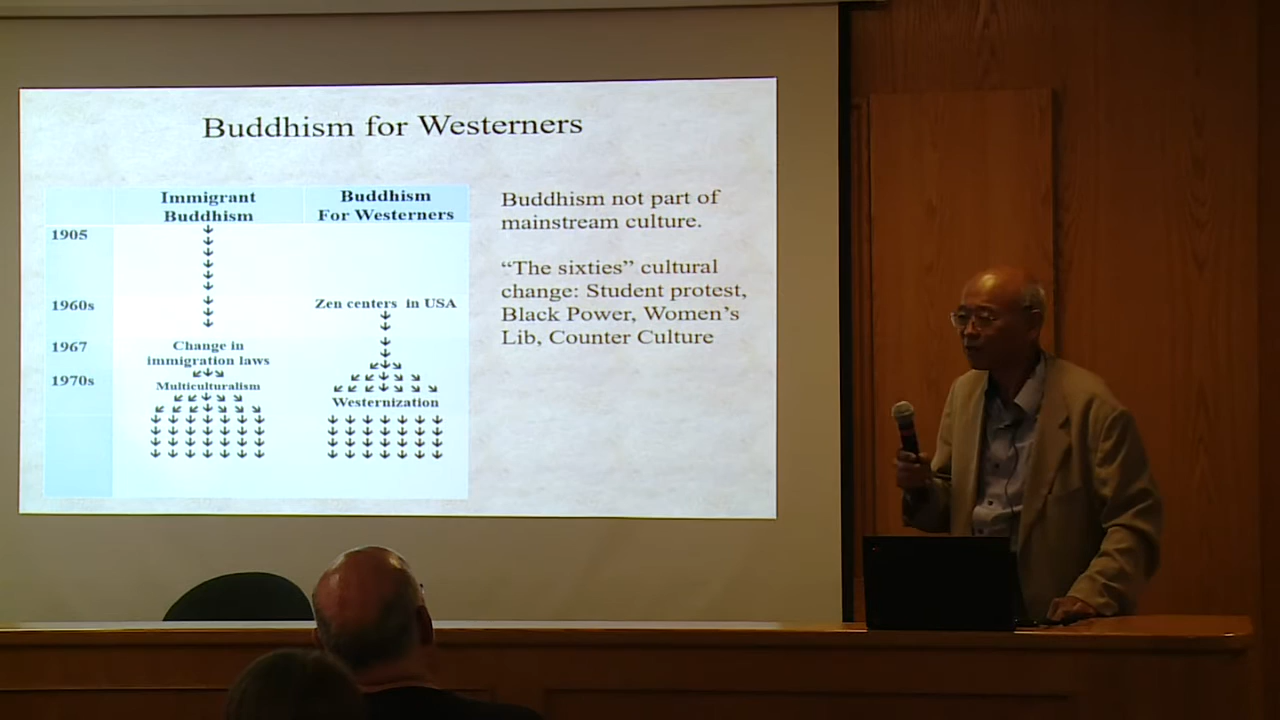 Buddhism for Westerners
Immigrant
Buddhism
Buddhism
For Westerners
1905
1960s
Zen centers in USA
1967
Change in
immigration laws
1970s
Multiculturalism
Westernization
Buddhism not part of
mainstream culture.
“The sixties” cultural
change: Student protest,
Black Power, Women’s
Lib, Counter Culture